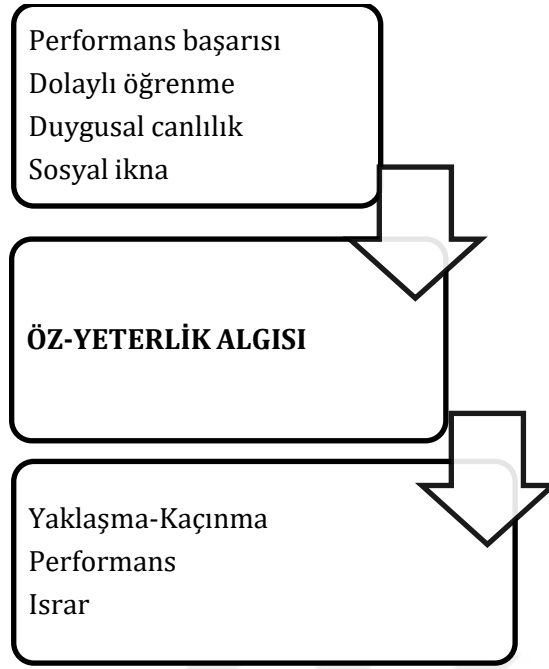 Performans başarısı
Dolaylı öğrenme
Duygusal canlılık
Sosyal ikna
ÖZ-YETERLİK ALGISI
Yaklaşma-Kaçınma
Performans
Israr